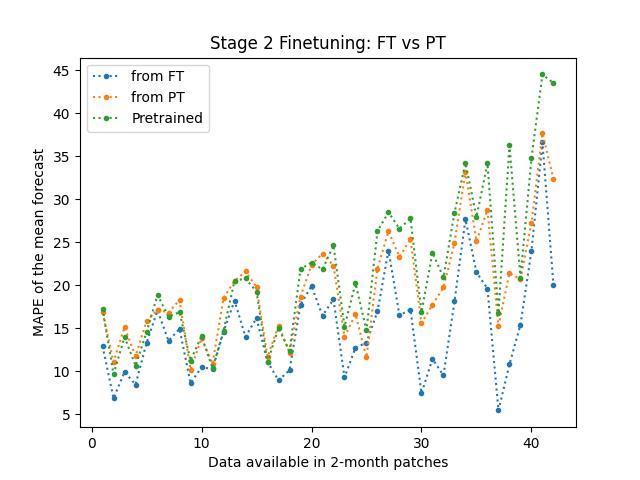 Stage 2 Finetuning: FT vs PT
from FT
from PT
Pretrained
MAPE of the mean forecast
45
40
35
30
25
20
15
10
5
0 10 20 30 40
Data available in 2-month patches